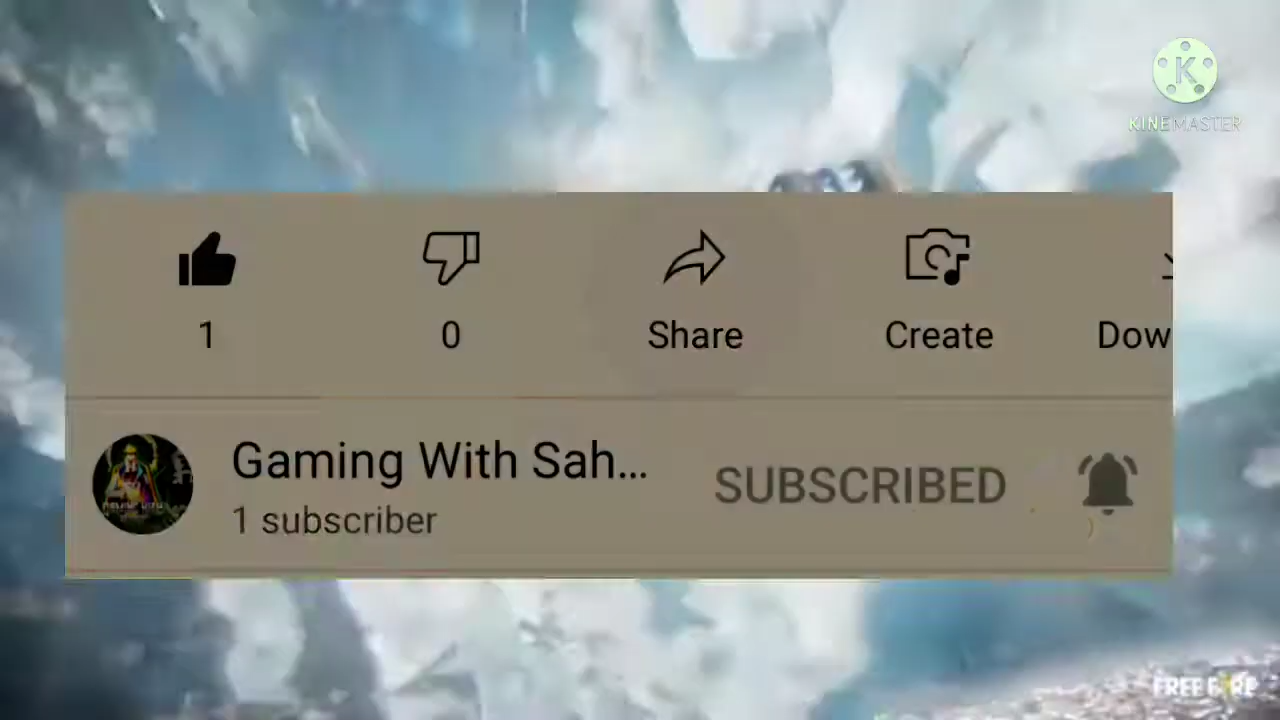 KINEMASTER
1
0
Share
Create
Dow
Gaming With Sah...
1 subscriber
SUBSCRIBED
FREE FIRE